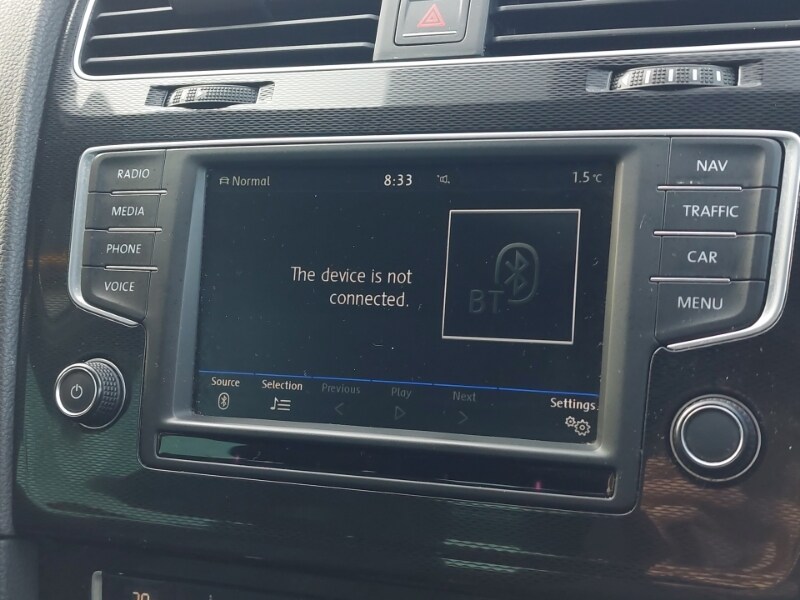 RADIO
MEDIA
PHONE
VOICE
Normal
8:33
1.5°C
The device is not
connected.
BT
Source
Selection
Previous
Play
Next
Settings
NAV
TRAFFIC
CAR
MENU